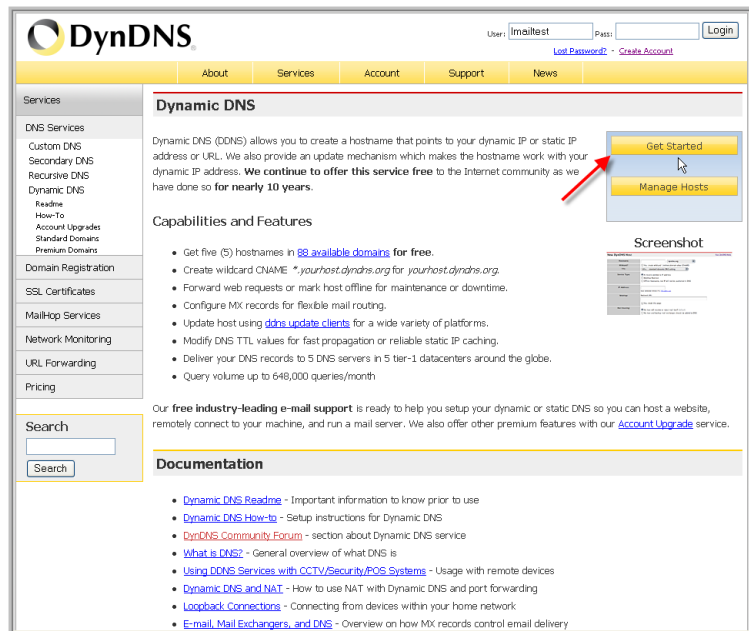 DynDNS
User: lmailtest Pass: Login
Lost Password? - Create Account
About Services Account Support News
Services
DNS Services
Custom DNS
Secondary DNS
Recursive DNS
Dynamic DNS
Readme
How-To
Account Upgrades
Standard Domains
Premium Domains
Domain Registration
SSL Certificates
MailHop Services
Network Monitoring
URL Forwarding
Pricing
Search
Search
Dynamic DNS
Dynamic DNS (DDNS) allows you to create a hostname that points to your dynamic IP or static IP
address or URL. We also provide an update mechanism which makes the hostname work with your
dynamic IP address. We continue to offer this service free to the Internet community as we
have done so for nearly 10 years.
Get Started
Manage Hosts
Screenshot
Capabilities and Features
• Get five (5) hostnames in 88 available domains for free.
• Create wildcard CNAME *.yourhost.dyndns.org for yourhost.dyndns.org.
• Forward web requests or mark host offline for maintenance or downtime.
• Configure MX records for flexible mail routing.
• Update host using ddns update clients for a wide variety of platforms.
• Modify DNS TTL values for fast propagation or reliable static IP caching.
• Deliver your DNS records to 5 DNS servers in 5 tier-1 datacenters around the globe.
• Query volume up to 648,000 queries/month
Our free industry-leading e-mail support is ready to help you setup your dynamic or static DNS so you can host a website,
remotely connect to your machine, and run a mail server. We also offer other premium features with our Account Upgrade service.
Documentation
• Dynamic DNS Readme - Important information to know prior to use
• Dynamic DNS How-to - Setup instructions for Dynamic DNS
• DynDNS Community Forum - section about Dynamic DNS service
• What is DNS? - General overview of what DNS is
• Using DDNS Services with CCTV/Security/POS Systems - Usage with remote devices
• Dynamic DNS and NAT - How to use NAT with Dynamic DNS and port forwarding
• Loopback Connections - Connecting from devices within your home network
• E-mail, Mail Exchangers, and DNS - Overview on how MX records control email delivery